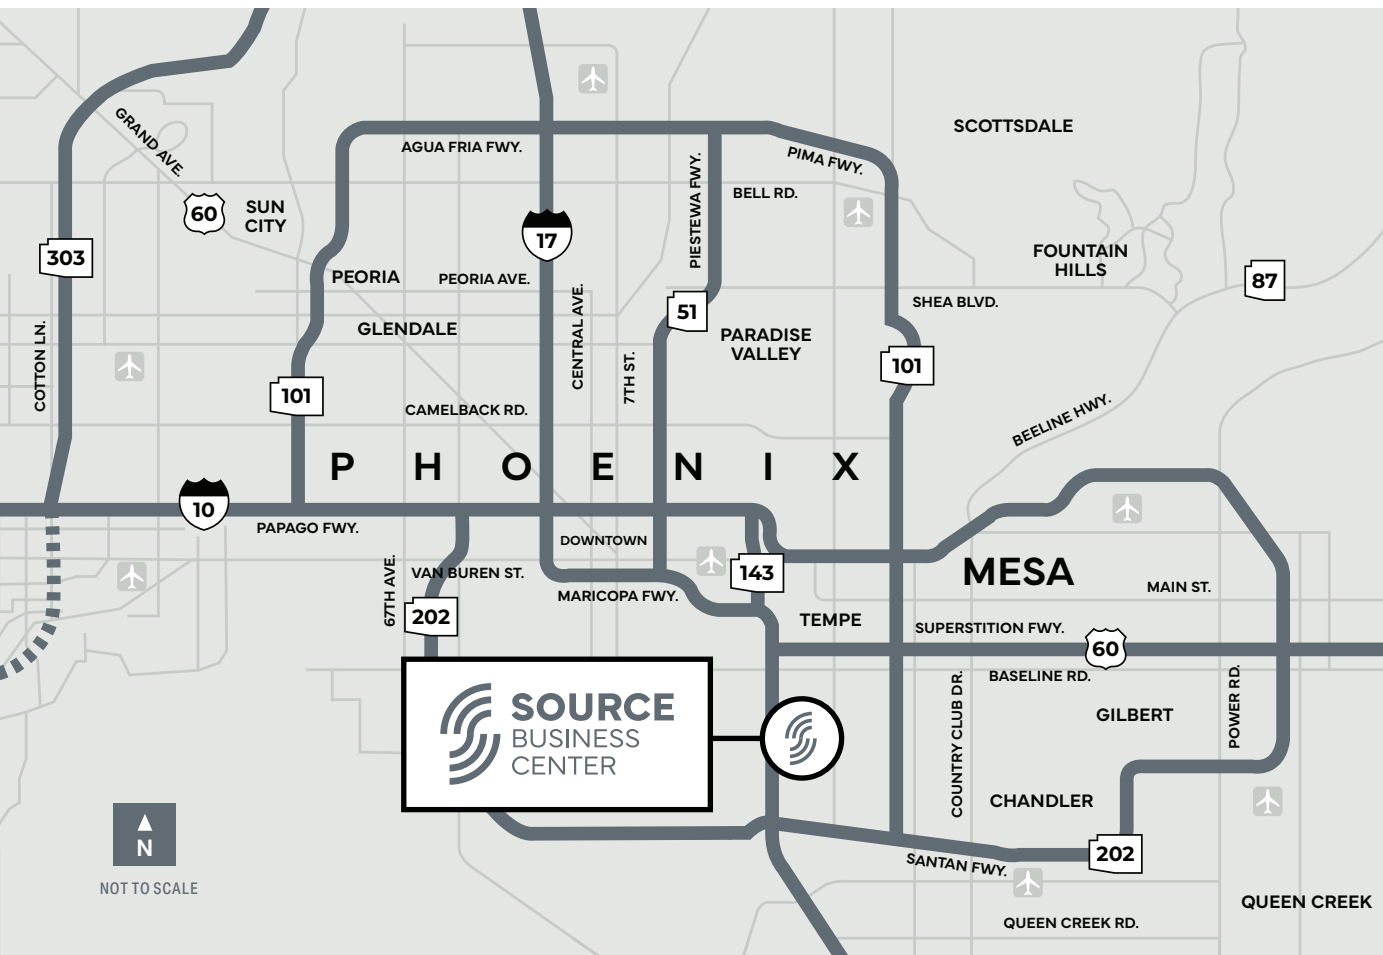 SCOTTSDALE
GRAND AVE.
AGUA FRIA FWY.
PIMA FWY.
PIESTEWA FWY.
BELL RD.
60
SUN
CITY
17
303
FOUNTAIN
HILLS
87
PEORIA
PEORIA AVE.
SHEA BLVD.
51
GLENDALE
CENTRAL AVE.
7TH ST.
PARADISE
VALLEY
COTTON LN.
101
101
CAMELBACK RD.
BEELINE HWY.
PHOENIX
10
PAPAGO FWY.
DOWNTOWN
67TH AVE.
VAN BUREN ST.
143
MESA
MARICOPA FWY.
MAIN ST.
202
TEMPE
SUPERSTITION FWY.
60
BASELINE RD.
COUNTRY CLUB DR.
POWER RD.
SOURCE
BUSINESS
CENTER
GILBERT
CHANDLER
N
NOT TO SCALE
202
SANTAN FWY.
QUEEN CREEK
QUEEN CREEK RD.